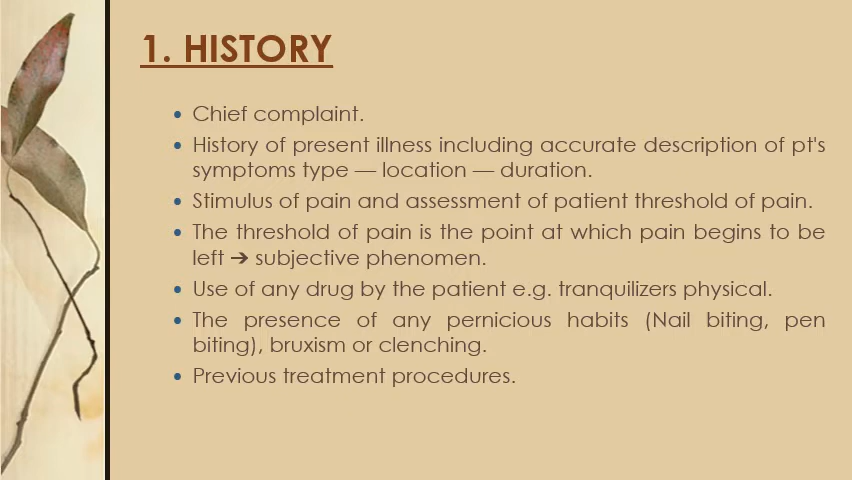 1. HISTORY
• Chief complaint.
• History of present illness including accurate description of pt's
symptoms type — location — duration.
• Stimulus of pain and assessment of patient threshold of pain.
• The threshold of pain is the point at which pain begins to be
left ➔ subjective phenomen.
• Use of any drug by the patient e.g. tranquilizers physical.
• The presence of any pernicious habits (Nail biting, pen
biting), bruxism or clenching.
• Previous treatment procedures.